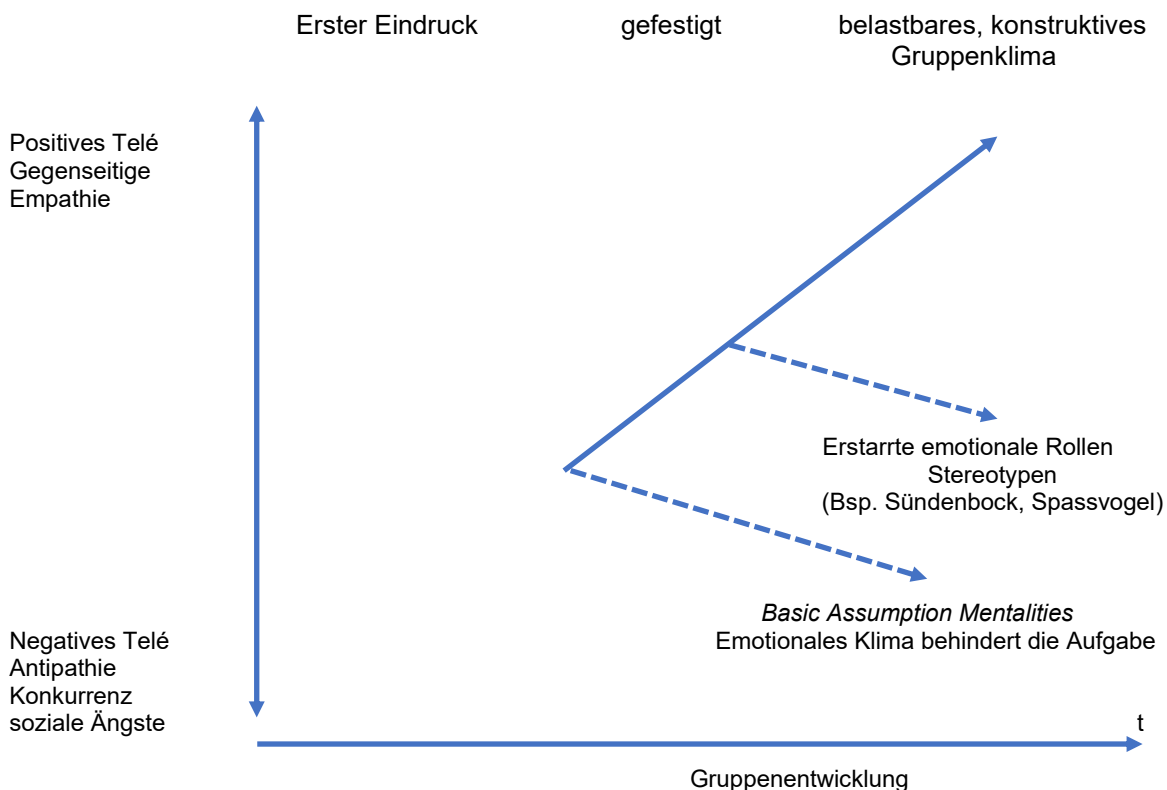 Erster Eindruck gefestigt belastbares, konstruktives
Gruppenklima
Positives Telé
Gegenseitige
Empathie
Erstarrte emotionale Rollen
Stereotypen
(Bsp. Sündenbock, Spassvogel)
Basic Assumption Mentalities
Emotionales Klima behindert die Aufgabe
Negatives Telé
Antipathie
Konkurrenz
soziale Ängste
t
Gruppenentwicklung